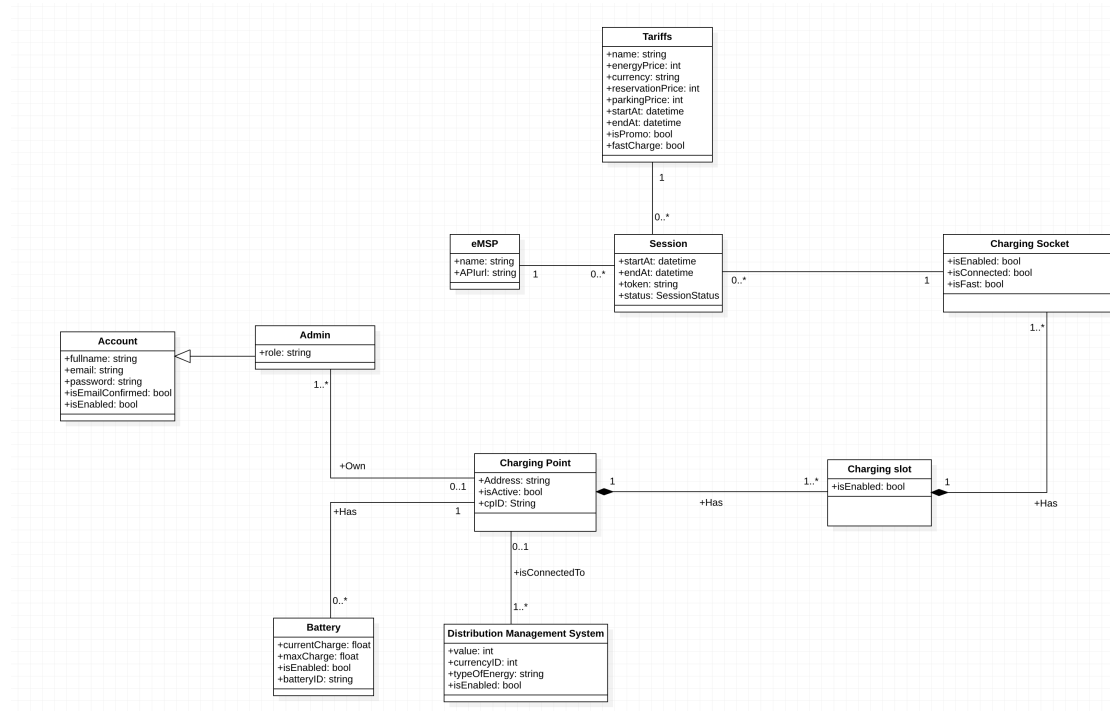 Tariffs
+name: string
+energyPrice: int
+currency: string
+reservationPrice: int
+parkingPrice: int
+startAt: datetime
+endAt: datetime
+isPromo: bool
+fastCharge: bool
1
0..*
eMSP
+name: string
+APIurl: string
1
0..*
Session
+startAt: datetime
+endAt: datetime
+token: string
+status: SessionStatus
0..*
1
Charging Socket
+isEnabled: bool
+isConnected: bool
+isFast: bool
1..*
Account
+fullname: string
+email: string
+password: string
+isEmailConfirmed: bool
+isEnabled: bool
Admin
+role: string
1..*
+Own
0..1
Charging Point
+Address: string
+isActive: bool
+cpID: String
1
1..*
+Has
Charging slot
+isEnabled: bool
1
+Has
+Has
1
0..*
0..1
+isConnectedTo
1..*
Battery
+currentCharge: float
+maxCharge: float
+isEnabled: bool
+batteryID: string
Distribution Management System
+value: int
+currencyID: int
+typeOfEnergy: string
+isEnabled: bool